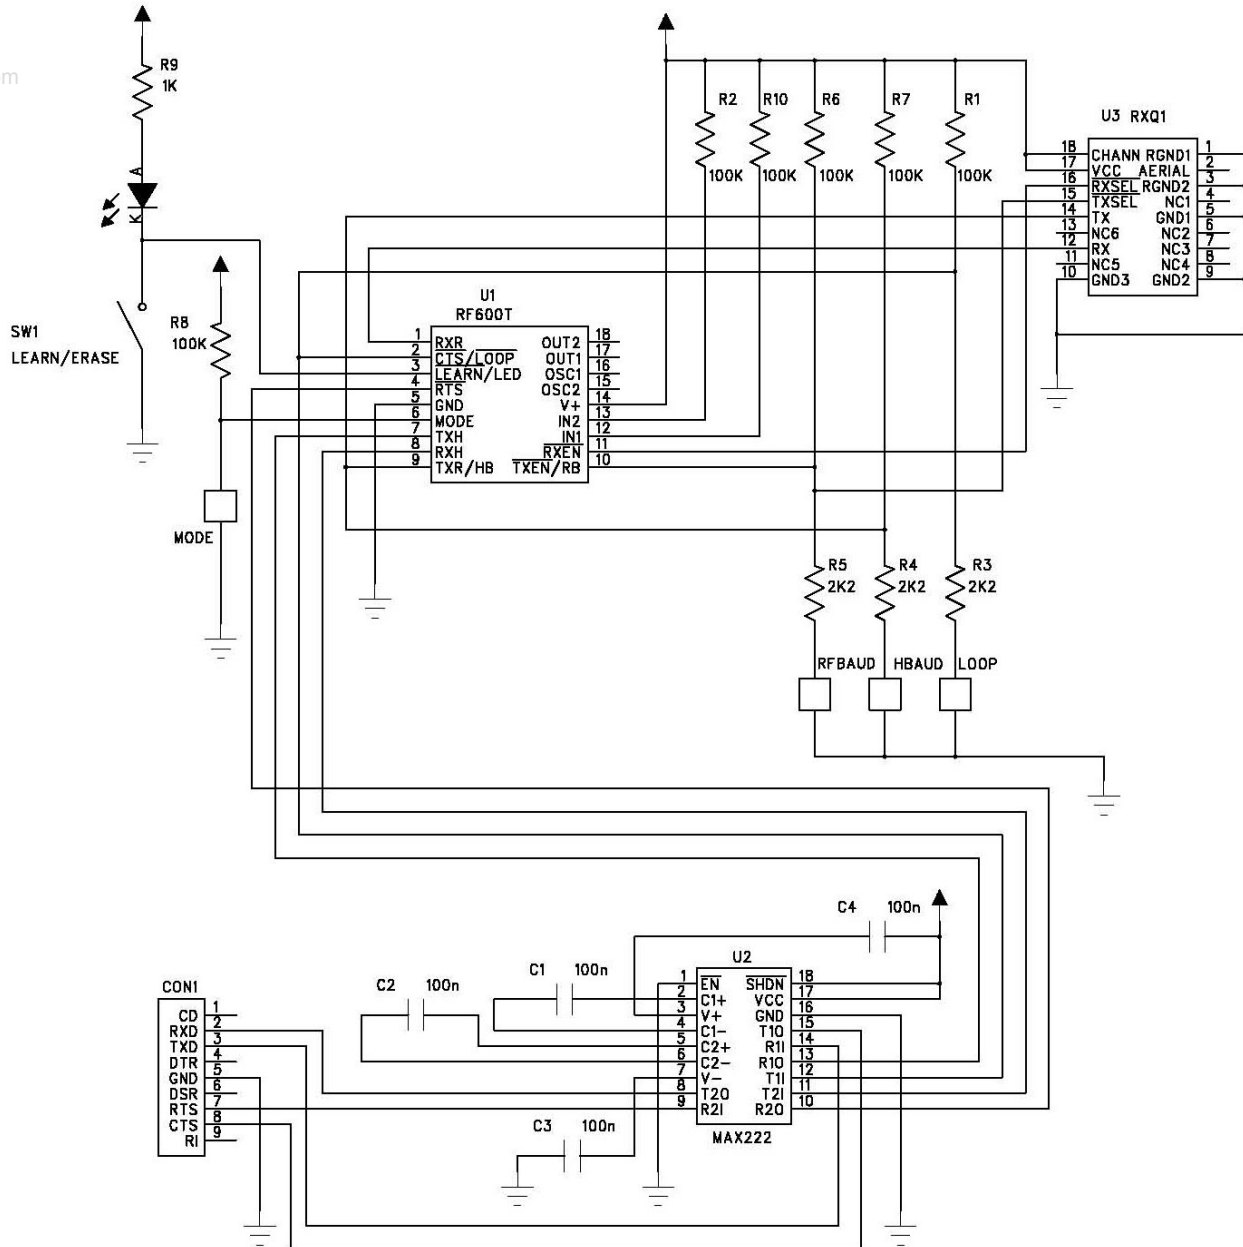 om
R9
1K
A
K
SW1
LEARN/ERASE
R8
100K
MODE
R2
100K
R10
100K
R6
100K
R7
100K
R1
100K
U3 RXQ1
18 CHANN RGND1 1
17 VCC AERIAL 2
16 RXSEL RGND2 3
15 TXSEL NC1 4
14 TX GND1 5
13 NC6 NC2 6
12 RX NC3 7
11 NC5 NC4 8
10 GND3 GND2 9
U1
RF600T
1 RXR OUT2 18
2 CTS/LOOP OUT1 17
3 LEARN/LED OSC1 16
4 RTS OSC2 15
5 GND V+ 14
6 MODE IN2 13
7 TXH IN1 12
8 RXH RXEN 11
9 TXR/HB TXEN/RB 10
R5
2K2
R4
2K2
R3
2K2
RFBAUD
HBAUD
LOOP
C4 100n
C1 100n
C2 100n
C3 100n
U2
1 EN SHDN 18
2 C1+ VCC 17
3 V+ GND 16
4 C1- T1O 15
5 C2+ R1I 14
6 C2- R1O 13
7 V- T1I 12
8 T2O T2I 11
9 R2I R2O 10
MAX222
CON1
CD 1
RXD 2
TXD 3
DTR 4
GND 5
DSR 6
RTS 7
CTS 8
RI 9